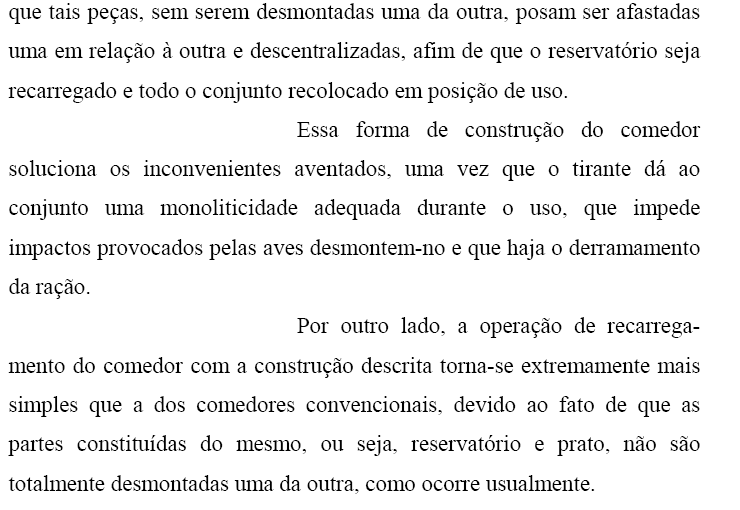 que tais peças, sem serem desmontadas uma da outra, posam ser afastadas
uma em relação à outra e descentralizadas, afim de que o reservatório seja
recarregado e todo o conjunto recolocado em posição de uso.
Essa forma de construção do comedor
soluciona os inconvenientes aventados, uma vez que o tirante dá ao
conjunto uma monoliticidade adequada durante o uso, que impede
impactos provocados pelas aves desmontem-no e que haja o derramamento
da ração.
Por outro lado, a operação de recarrega-
mento do comedor com a construção descrita torna-se extremamente mais
simples que a dos comedores convencionais, devido ao fato de que as
partes constituídas do mesmo, ou seja, reservatório e prato, não são
totalmente desmontadas uma da outra, como ocorre usualmente.